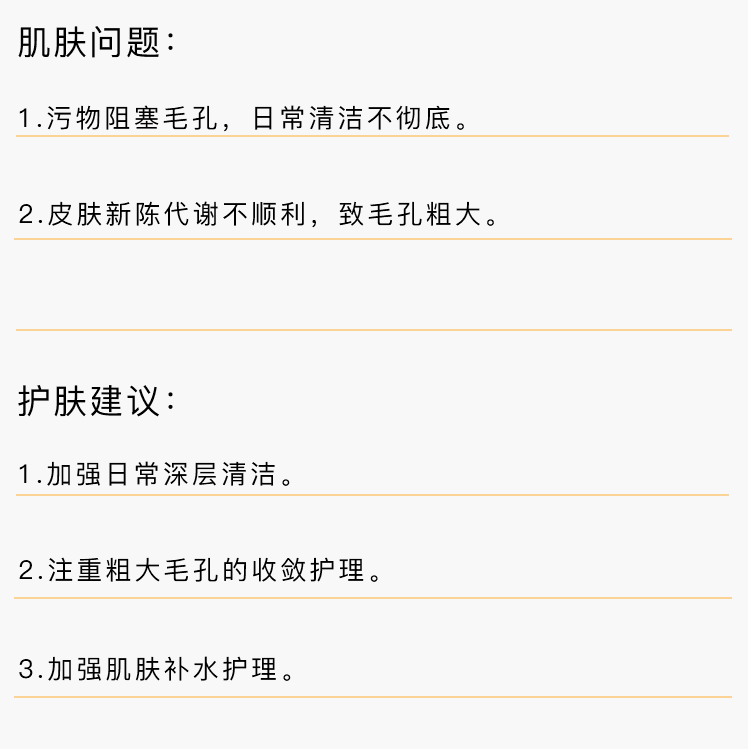 肌肤问题：
1.污物阻塞毛孔，日常清洁不彻底。
2.皮肤新陈代谢不顺利，致毛孔粗大。
护肤建议：
1.加强日常深层清洁。
2.注重粗大毛孔的收敛护理。
3.加强肌肤补水护理。